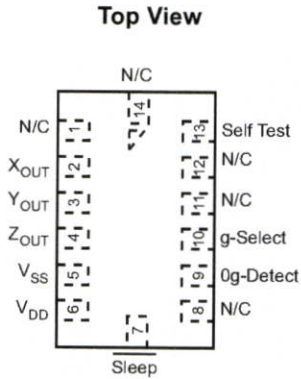 Top View
N/C
14
N/C 1 13 Self Test
XOUT 2 12 N/C
YOUT 3 11 N/C
ZOUT 4 10 g-Select
VSS 5 9 0g-Detect
VDD 6 8 N/C
7
Sleep